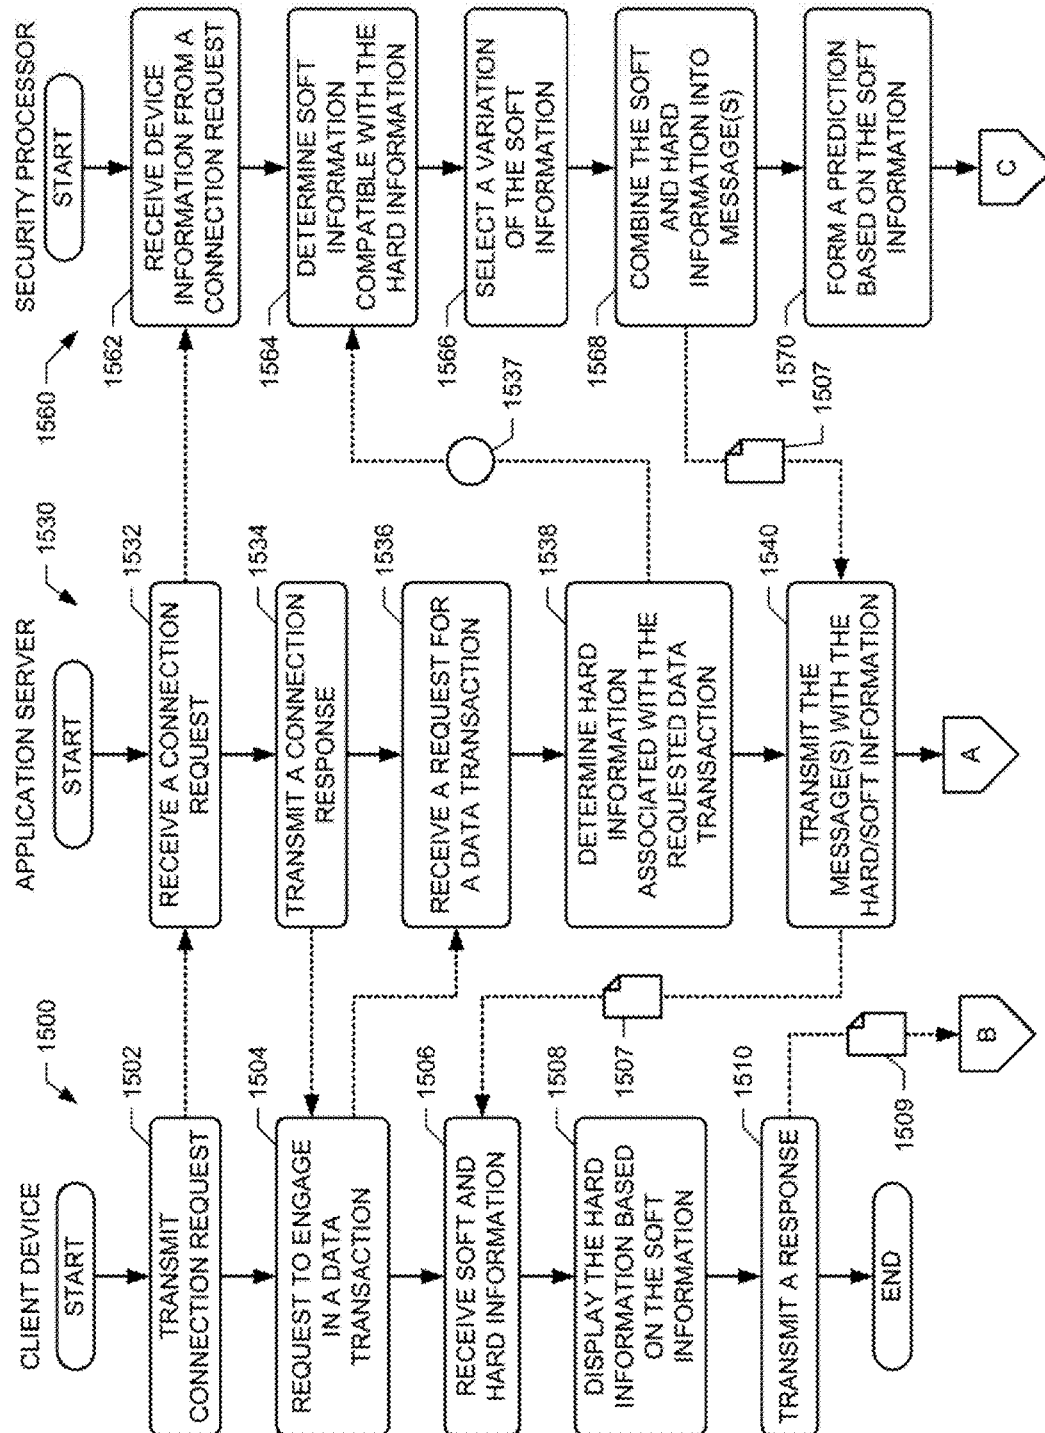 CLIENT DEVICE
1500
START
1502
TRANSMIT
CONNECTION REQUEST
1504
REQUEST TO ENGAGE
IN A DATA
TRANSACTION
1506
RECEIVE SOFT AND
HARD INFORMATION
1507
1508
DISPLAY THE HARD
INFORMATION BASED
ON THE SOFT
INFORMATION
1510
TRANSMIT A RESPONSE
1509
B
END
APPLICATION SERVER
1530
START
1532
RECEIVE A CONNECTION
REQUEST
1534
TRANSMIT A CONNECTION
RESPONSE
1536
RECEIVE A REQUEST FOR
A DATA TRANSACTION
1538
DETERMINE HARD
INFORMATION
ASSOCIATED WITH THE
REQUESTED DATA
TRANSACTION
1537
1540
TRANSMIT THE
MESSAGE(S) WITH THE
HARD/SOFT INFORMATION
A
SECURITY PROCESSOR
1560
START
1562
RECEIVE DEVICE
INFORMATION FROM A
CONNECTION REQUEST
1564
DETERMINE SOFT
INFORMATION
COMPATIBLE WITH THE
HARD INFORMATION
1566
SELECT A VARIATION
OF THE SOFT
INFORMATION
1568
COMBINE THE SOFT
AND HARD
INFORMATION INTO
MESSAGE(S)
1507
1570
FORM A PREDICTION
BASED ON THE SOFT
INFORMATION
C